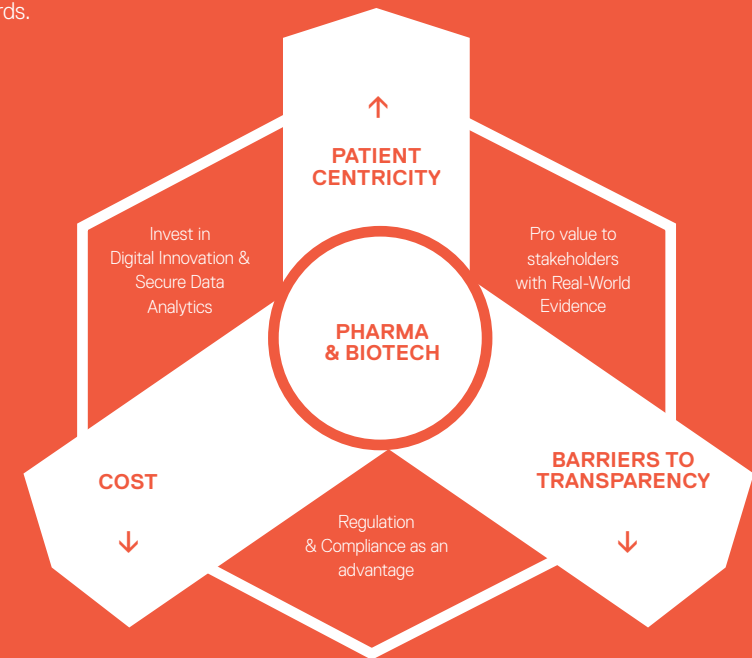 rds.
↑
PATIENT
CENTRICITY
Invest in
Digital Innovation &
Secure Data
Analytics
Pro value to
stakeholders
with Real-World
Evidence
PHARMA
& BIOTECH
COST
↓
BARRIERS TO
TRANSPARENCY
↓
Regulation
& Compliance as an
advantage